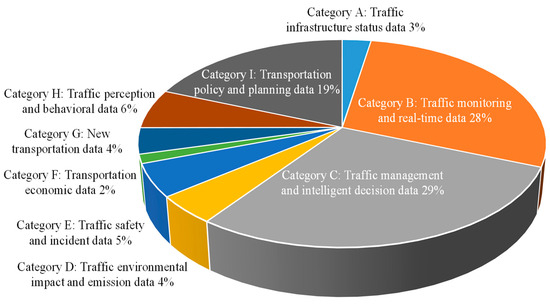 Category A: Traffic
infrastructure status data 3%
Category I: Transportation
policy and planning data 19%
Category H: Traffic perception
and behavioral data 6%
Category B: Traffic monitoring
and real-time data 28%
Category G: New
transportation data 4%
Category C: Traffic management
and intelligent decision data 29%
Category F: Transportation
economic data 2%
Category E: Traffic safety
and incident data 5%
Category D: Traffic environmental
impact and emission data 4%